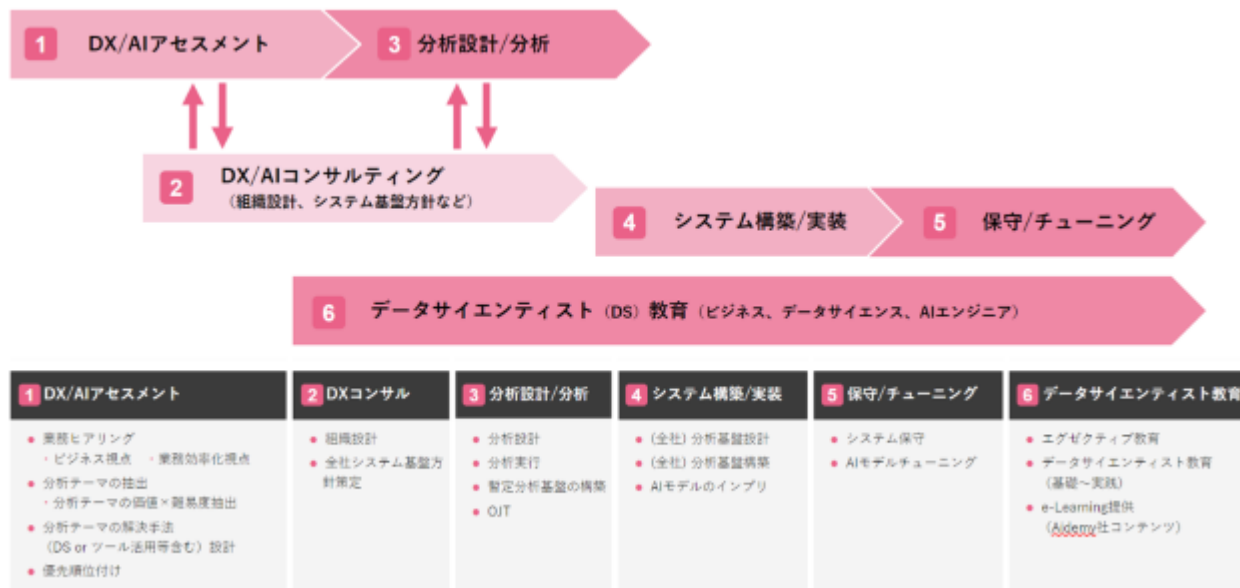 1 DX/AIアセスメント
3 分析設計/分析
2 DX/AIコンサルティング
（組織設計、システム基盤方針など）
4 システム構築/実装
5 保守/チューニング
6 データサイエンティスト（DS）教育（ビジネス、データサイエンス、AIエンジニア）
1 DX/AIアセスメント
● 業務ヒアリング
・ビジネス視点 ・業務効率化視点
● 分析テーマの抽出
・分析テーマの価値×難易度抽出
● 分析テーマの解決手法
（DS or ツール活用等含む）設計
● 優先順位付け
2 DXコンサル
● 組織設計
● 全社システム基盤方
針策定
3 分析設計/分析
● 分析設計
● 分析実行
● 暫定分析基盤の構築
● OJT
4 システム構築/実装
● (全社) 分析基盤設計
● (全社) 分析基盤構築
● AIモデルのインプリ
5 保守/チューニング
● システム保守
● AIモデルチューニング
6 データサイエンティスト教育
● エグゼクティブ教育
● データサイエンティスト教育
（基礎～実践）
● e-Learning提供
（Aidemy社コンテンツ）